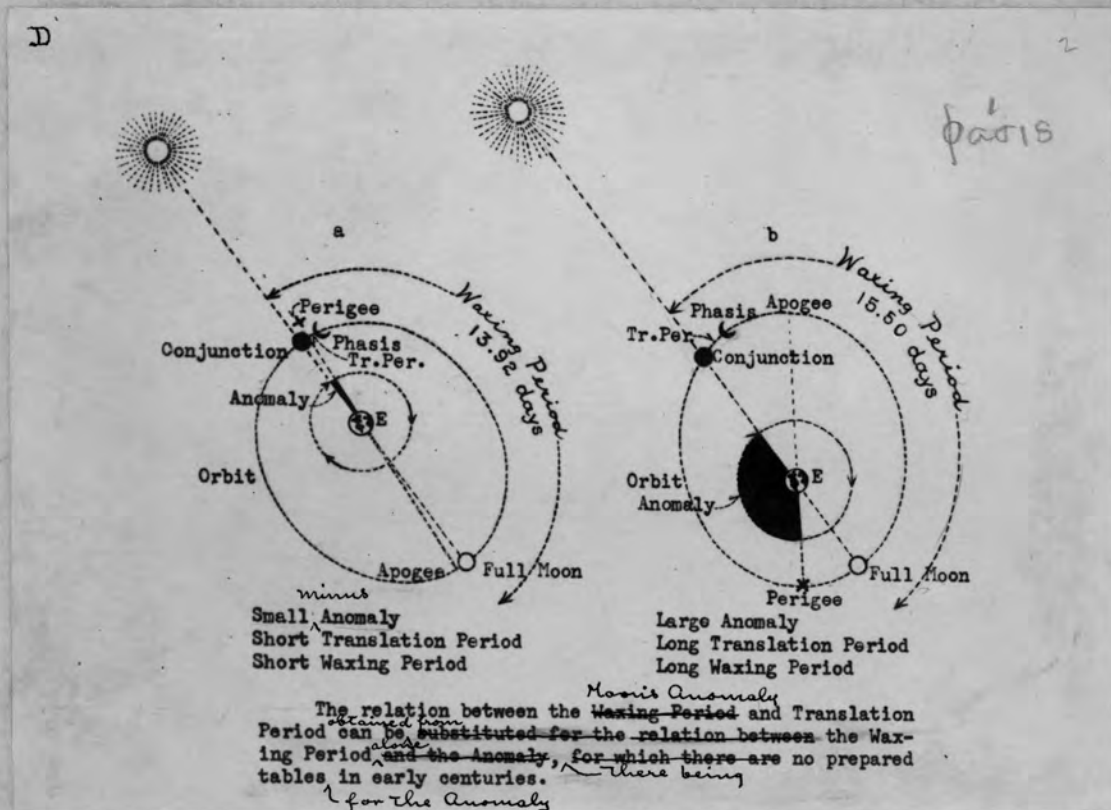 D
2
φάσις
a
b
Waxing Period
13.92 days
Waxing Period
15.50 days
Perigee
Phasis
Tr.Per.
Conjunction
Anomaly
E
Orbit
Apogee
Full Moon
Phasis
Apogee
Tr.Per.
Conjunction
Orbit
Anomaly
E
Full Moon
Perigee
minus
Small Anomaly
Short Translation Period
Short Waxing Period
Large Anomaly
Long Translation Period
Long Waxing Period
Moon's Anomaly
The relation between the Waxing Period and Translation
obtained from
Period can be substituted for the relation between the Wax-
alone
ing Period and the Anomaly, for which there are no prepared
there being
tables in early centuries.
for the Anomaly